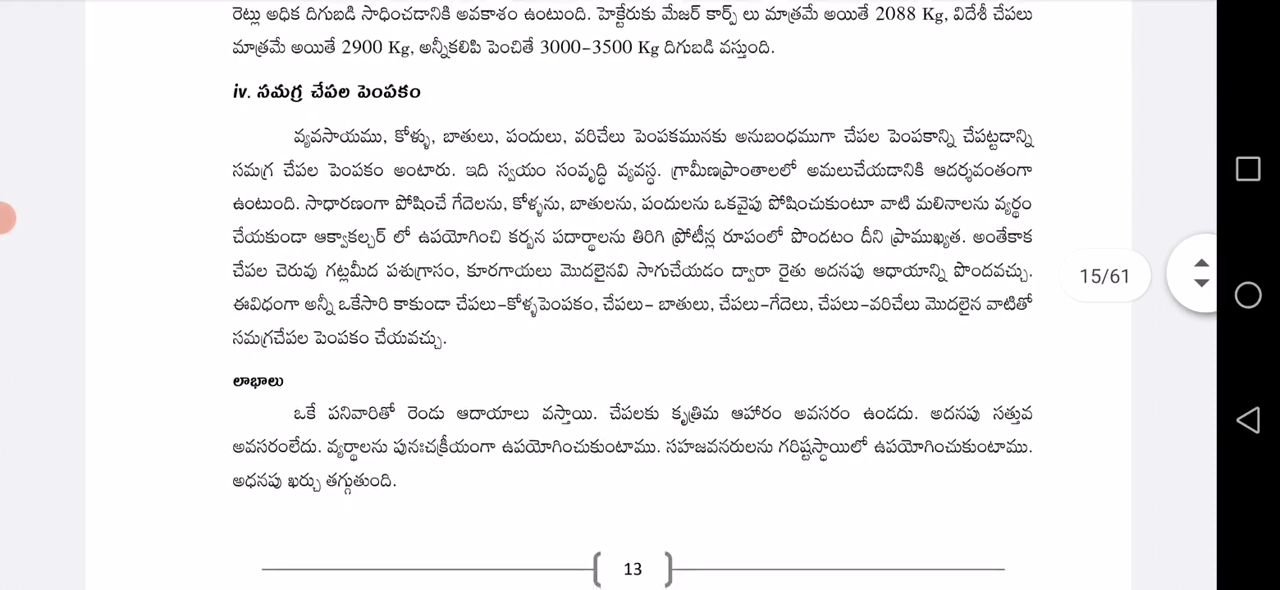 రెట్లు అధిక దిగుబడి సాధించడానికి అవకాశం ఉంటుంది. హెక్టేరుకు మేజర్ కార్ప్ లు మాత్రమే అయితే 2088 Kg, విదేశీ చేపలు
మాత్రమే అయితే 2900 Kg, అన్నీకలిపి పెంచితే 3000-3500 Kg దిగుబడి వస్తుంది.
iv. సమగ్ర చేపల పెంపకం
వ్యవసాయము, కోళ్ళు, బాతులు, పందులు, వరిచేలు పెంపకమునకు అనుబంధముగా చేపల పెంపకాన్ని చేపట్టడాన్ని
సమగ్ర చేపల పెంపకం అంటారు. ఇది స్వయం సంవృద్ధి వ్యవస్ధ. గ్రామీణప్రాంతాలలో అమలుచేయడానికి ఆదర్శవంతంగా
ఉంటుంది. సాధారణంగా పోషించే గేదెలను, కోళ్ళను, బాతులను, పందులను ఒకవైపు పోషించుకుంటూ వాటి మలినాలను వ్యర్థం
చేయకుండా ఆక్వాకల్చర్ లో ఉపయోగించి కర్బన పదార్థాలను తిరిగి ప్రోటీన్ల రూపంలో పొందటం దీని ప్రాముఖ్యత. అంతేకాక
చేపల చెరువు గట్లమీద పశుగ్రాసం, కూరగాయలు మొదలైనవి సాగుచేయడం ద్వారా రైతు అదనపు ఆధాయాన్ని పొందవచ్చు.
ఈవిధంగా అన్నీ ఒకేసారి కాకుండా చేపలు-కోళ్ళపెంపకం, చేపలు- బాతులు, చేపలు-గేదెలు, చేపలు-వరిచేలు మొదలైన వాటితో
సమగ్రచేపల పెంపకం చేయవచ్చు.
లాభాలు
ఒకే పనివారితో రెండు ఆదాయాలు వస్తాయి. చేపలకు కృత్రిమ ఆహారం అవసరం ఉండదు. అదనపు సత్తువ
అవసరంలేదు. వ్యర్థాలను పునఃచక్రీయంగా ఉపయోగించుకుంటాము. సహజవనరులను గరిష్టస్ధాయిలో ఉపయోగించుకుంటాము.
అధనపు ఖర్చు తగ్గుతుంది.
13
15/61